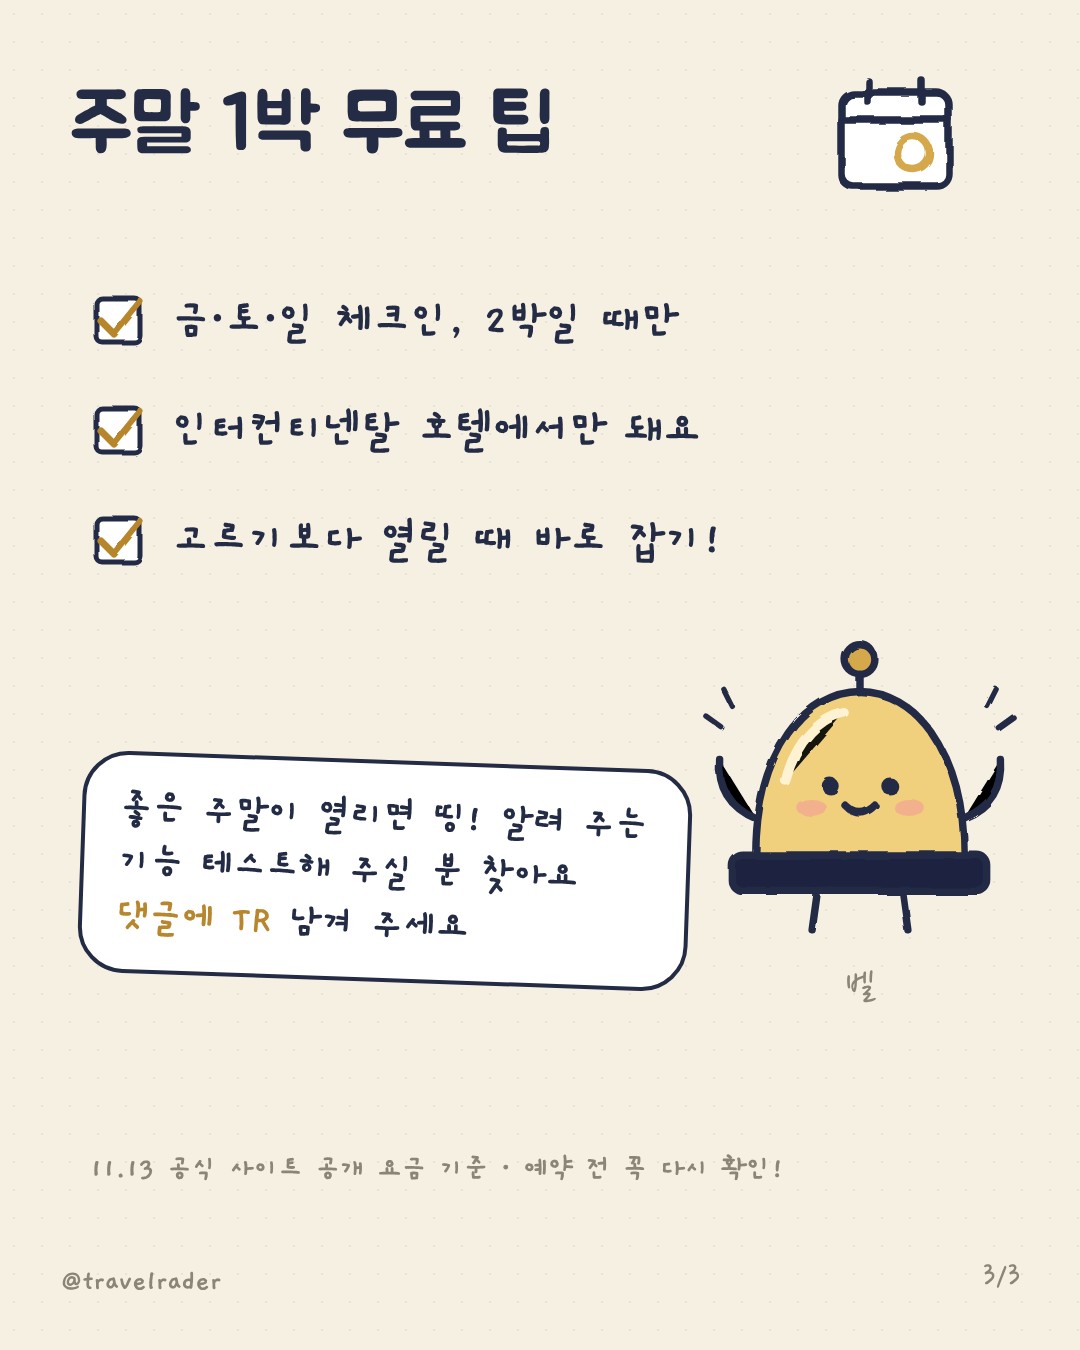 주말 1박 무료 팁
금·토·일 체크인, 2박일 때만
인터컨티넨탈 호텔에서만 돼요
고르기보다 열릴 때 바로 잡기!
좋은 주말이 열리면 띵! 알려 주는
기능 테스트해 주실 분 찾아요
댓글에 TR 남겨 주세요
벨
11.13 공식 사이트 공개 요금 기준 · 예약 전 꼭 다시 확인!
@travelrader
3/3